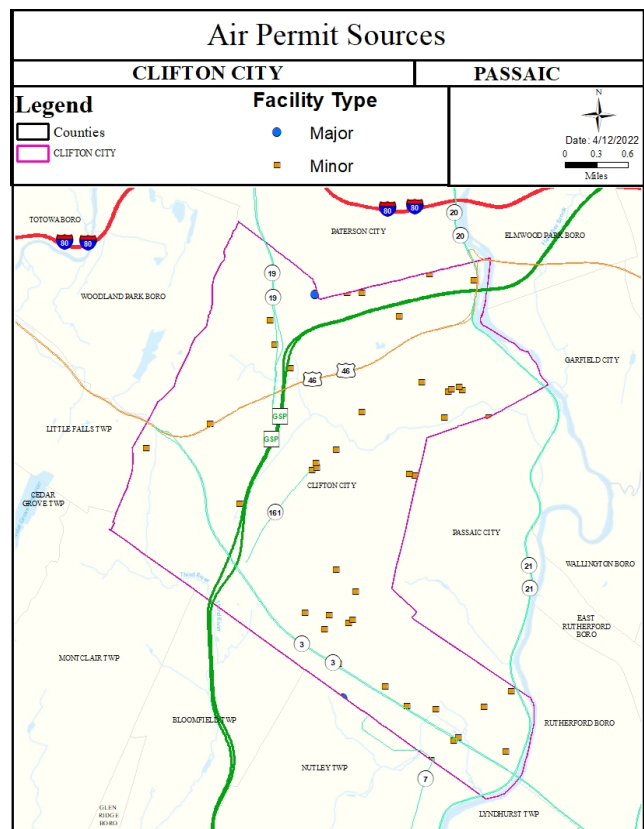 Air Permit Sources
CLIFTON CITY
PASSAIC
Legend
Counties
CLIFTON CITY
Facility Type
Major
Minor
N
Date: 4/12/2022
0 0.3 0.6
Miles
TOTOWA BORO
80 80
80 80
PATERSON CITY
20
20
ELMWOOD PARK BORO
WOODLAND PARK BORO
19
19
46 46
GARFIELD CITY
GSP
GSP
LITTLE FALLS TWP
CEDAR
GROVE TWP
CLIFTON CITY
161
PASSAIC CITY
21
21
WALLINGTON BORO
Third River
EAST
RUTHERFORD
BORO
MONTCLAIR TWP
3
3
BLOOMFIELD TWP
RUTHERFORD BORO
NUTLEY TWP
7
GLEN
RIDGE
BORO
LYNDHURST TWP